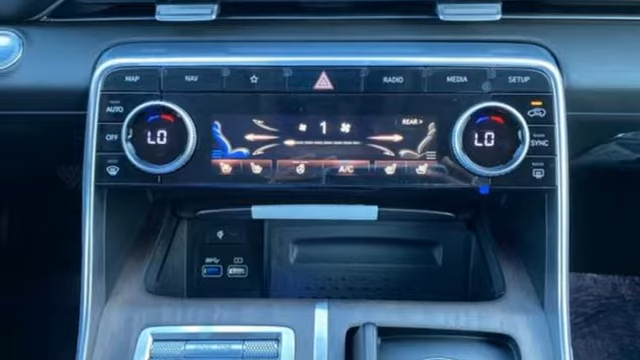 MAP NAV RADIO MEDIA SETUP
AUTO LO 1 REAR > LO
OFF SYNC
A/C